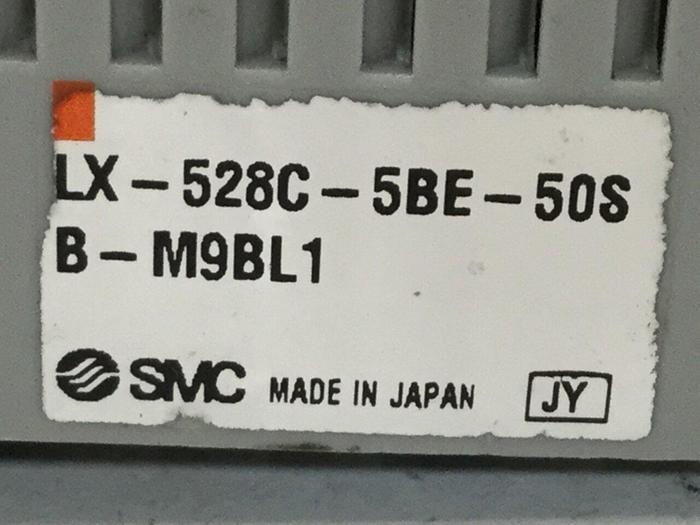 LX-528C-5BE-50S
B-M9BL1
SMC MADE IN JAPAN JY